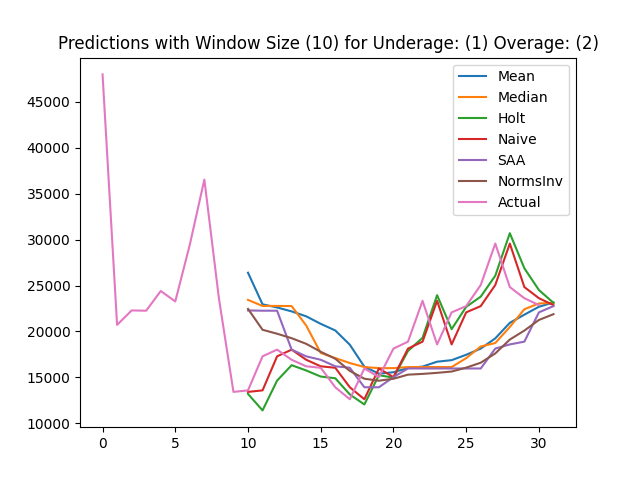 Predictions with Window Size (10) for Underage: (1) Overage: (2)
45000
40000
35000
30000
25000
20000
15000
10000
0
5
10
15
20
25
30
Mean
Median
Holt
Naive
SAA
NormsInv
Actual